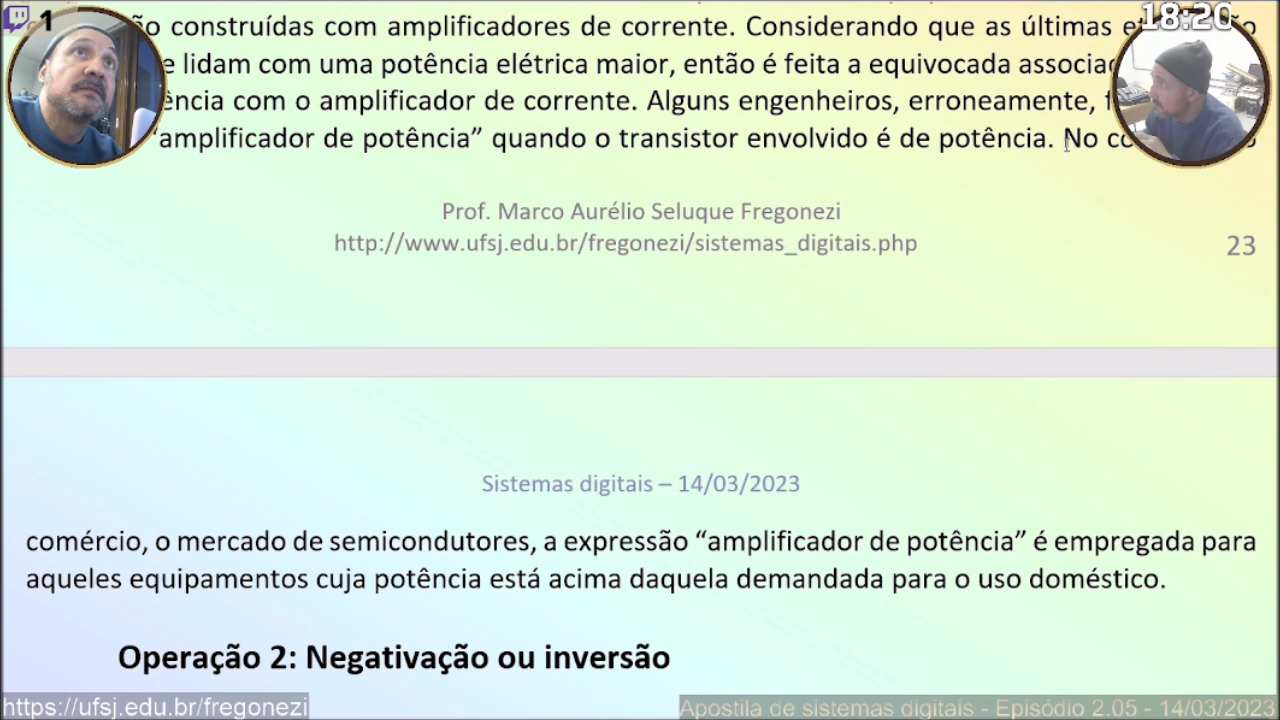 1
18:20
o construídas com amplificadores de corrente. Considerando que as últimas
lidam com uma potência elétrica maior, então é feita a equivocada
com o amplificador de corrente. Alguns engenheiros, erroneamente,
“amplificador de potência” quando o transistor envolvido é de potência. No
Prof. Marco Aurélio Seluque Fregonezi
http://www.ufsj.edu.br/fregonezi/sistemas_digitais.php
23
Sistemas digitais – 14/03/2023
comércio, o mercado de semicondutores, a expressão “amplificador de potência” é empregada para
aqueles equipamentos cuja potência está acima daquela demandada para o uso doméstico.
Operação 2: Negativação ou inversão
https://ufsj.edu.br/fregonezi
Apostila de sistemas digitais - Episódio 2.05 - 14/03/2023